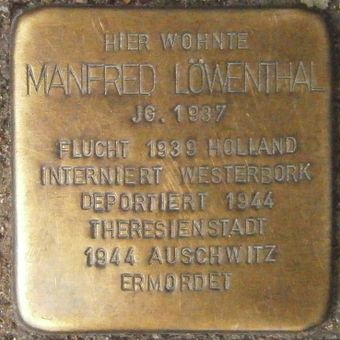 HIER WOHNTE
MANFRED LÖWENTHAL
JG. 1937
FLUCHT 1939 HOLLAND
INTERNIERT WESTERBORK
DEPORTIERT 1944
THERESIENSTADT
1944 AUSCHWITZ
ERMORDET